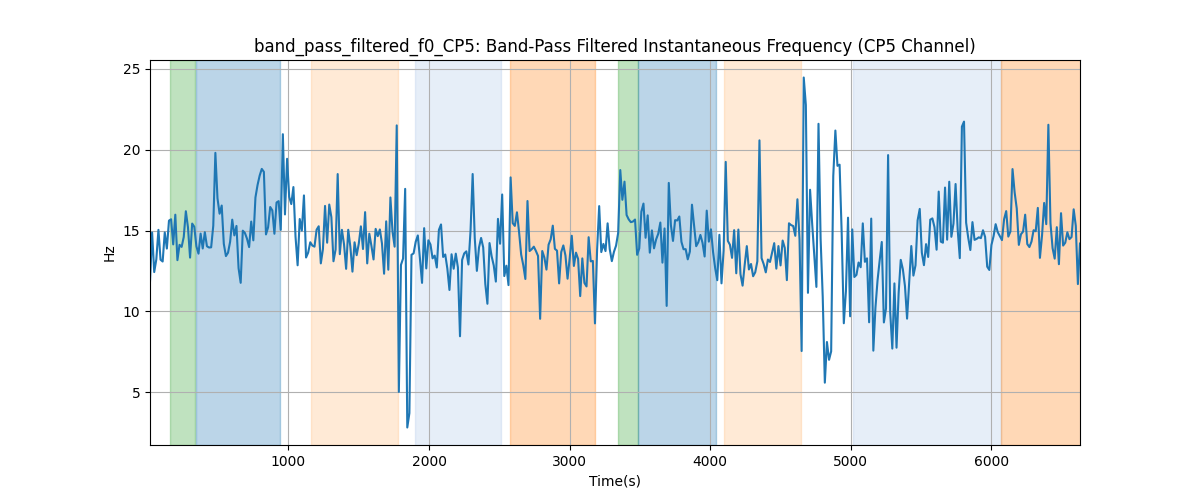 band_pass_filtered_f0_CP5: Band-Pass Filtered Instantaneous Frequency (CP5 Channel)
25
20
15
10
5
Hz
1000 2000 3000 4000 5000 6000
Time(s)